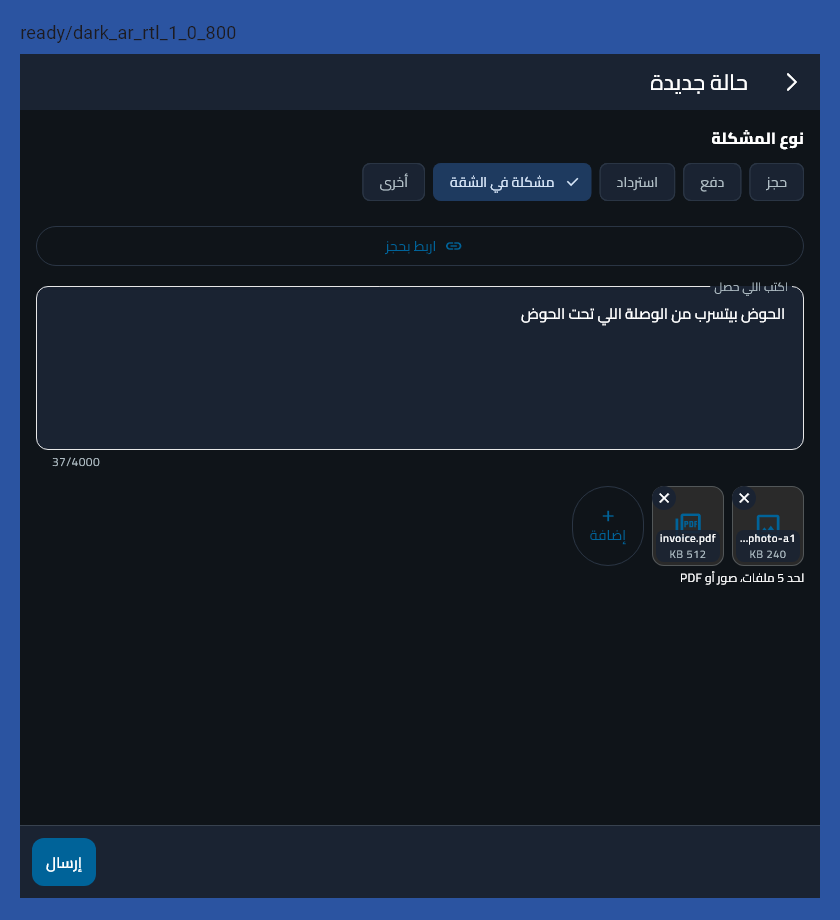 ready/dark_ar_rtl_1_0_800
حالة جديدة
نوع المشكلة
حجز
دفع
استرداد
مشكلة في الشقة
أخرى
اربط بحجز
اكتب اللي حصل
الحوض بيتسرب من الوصلة اللي تحت الحوض
37/4000
photo-a1...
240 KB
PDF
invoice.pdf
512 KB
+
إضافة
لحد 5 ملفات، صور أو PDF
إرسال